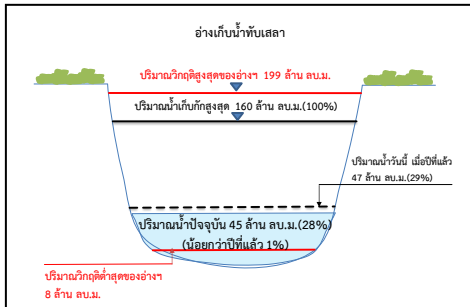 อ่างเก็บน้ำทับเสลา
ปริมาณวิกฤติสูงสุดของอ่างฯ 199 ล้าน ลบ.ม.
ปริมาณน้ำเก็บกักสูงสุด 160 ล้าน ลบ.ม.(100%)
ปริมาณน้ำวันนี้ เมื่อปีที่แล้ว
47 ล้าน ลบ.ม.(29%)
ปริมาณน้ำปัจจุบัน 45 ล้าน ลบ.ม.(28%)
(น้อยกว่าปีที่แล้ว 1%)
ปริมาณวิกฤติต่ำสุดของอ่างฯ
8 ล้าน ลบ.ม.